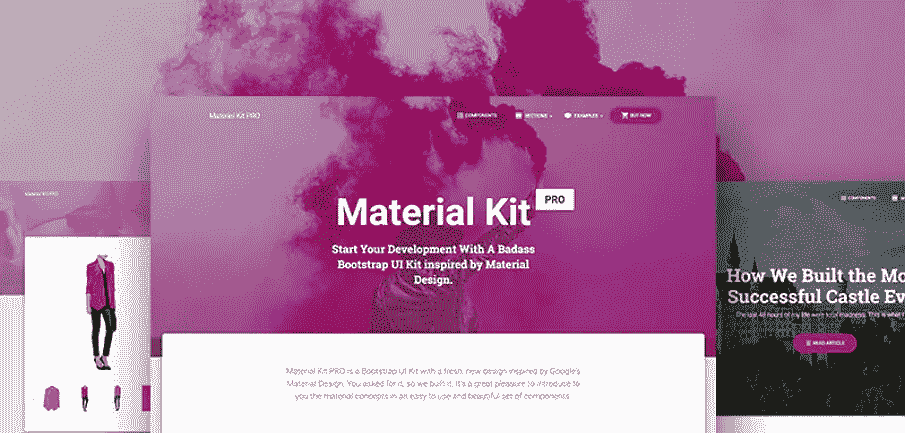 Material Kit PRO
COMPONENTS SECTIONS EXAMPLES BUY NOW
Material Kit PRO
Start Your Development With A Badass
Bootstrap UI Kit inspired by Material
Design.
Material Kit PRO is a Bootstrap UI Kit with a fresh, new design inspired by Google's
Material Design. You asked for it, so we built it. It's a great pleasure to introduce to
you the material concepts in an easy to use and beautiful set of components.
Material Kit PRO
COMPONENTS
How We Built the Mo
Successful Castle Ev
The last 48 hours of my life were total madness. This is what I
READ ARTICLE